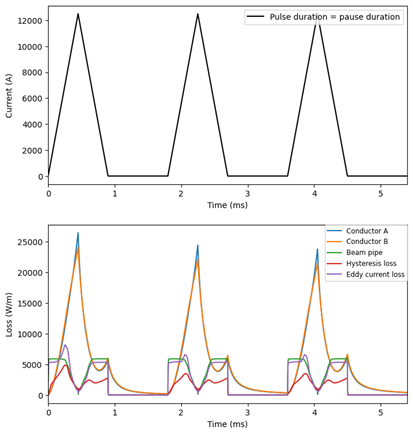 Current (A)
12000
10000
8000
6000
4000
2000
0
Pulse duration = pause duration
0 1 2 3 4 5
Time (ms)
Loss (W/m)
25000
20000
15000
10000
5000
0
Conductor A
Conductor B
Beam pipe
Hysteresis loss
Eddy current loss
0 1 2 3 4 5
Time (ms)